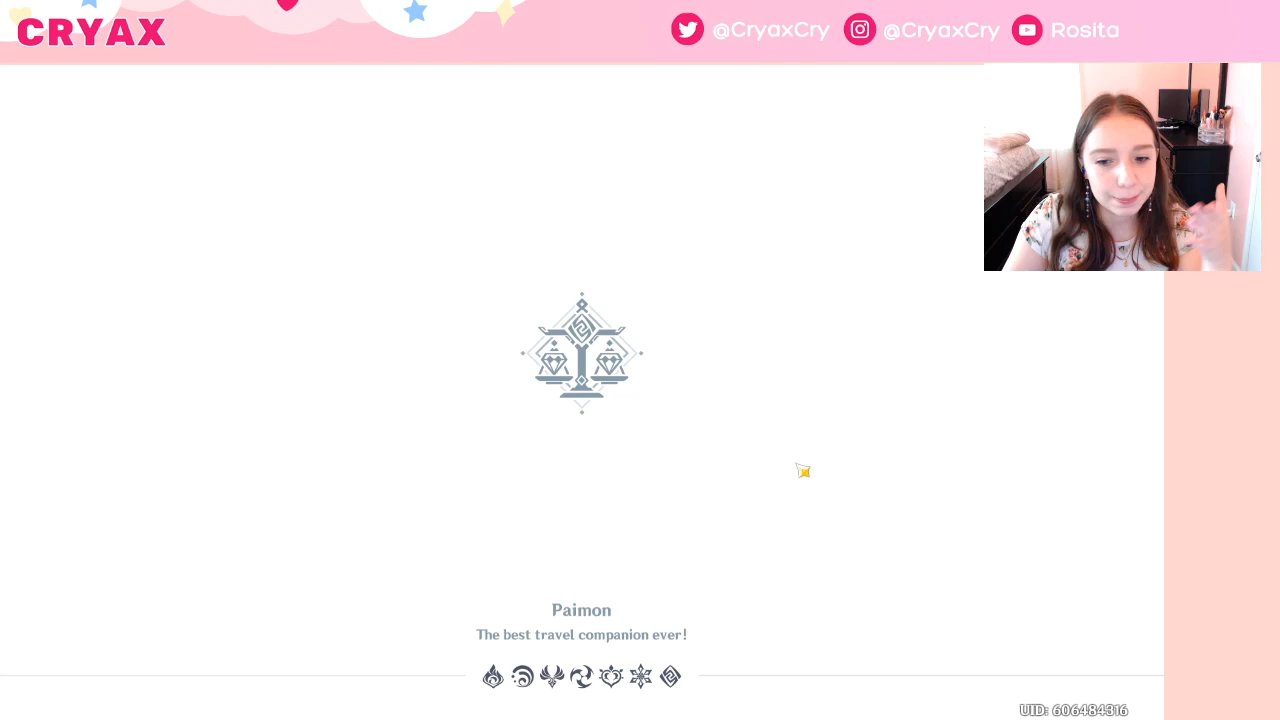 CRYAX
@CryaxCry
@CryaxCry
Rosita
Paimon
The best travel companion ever!
UID: 606484316